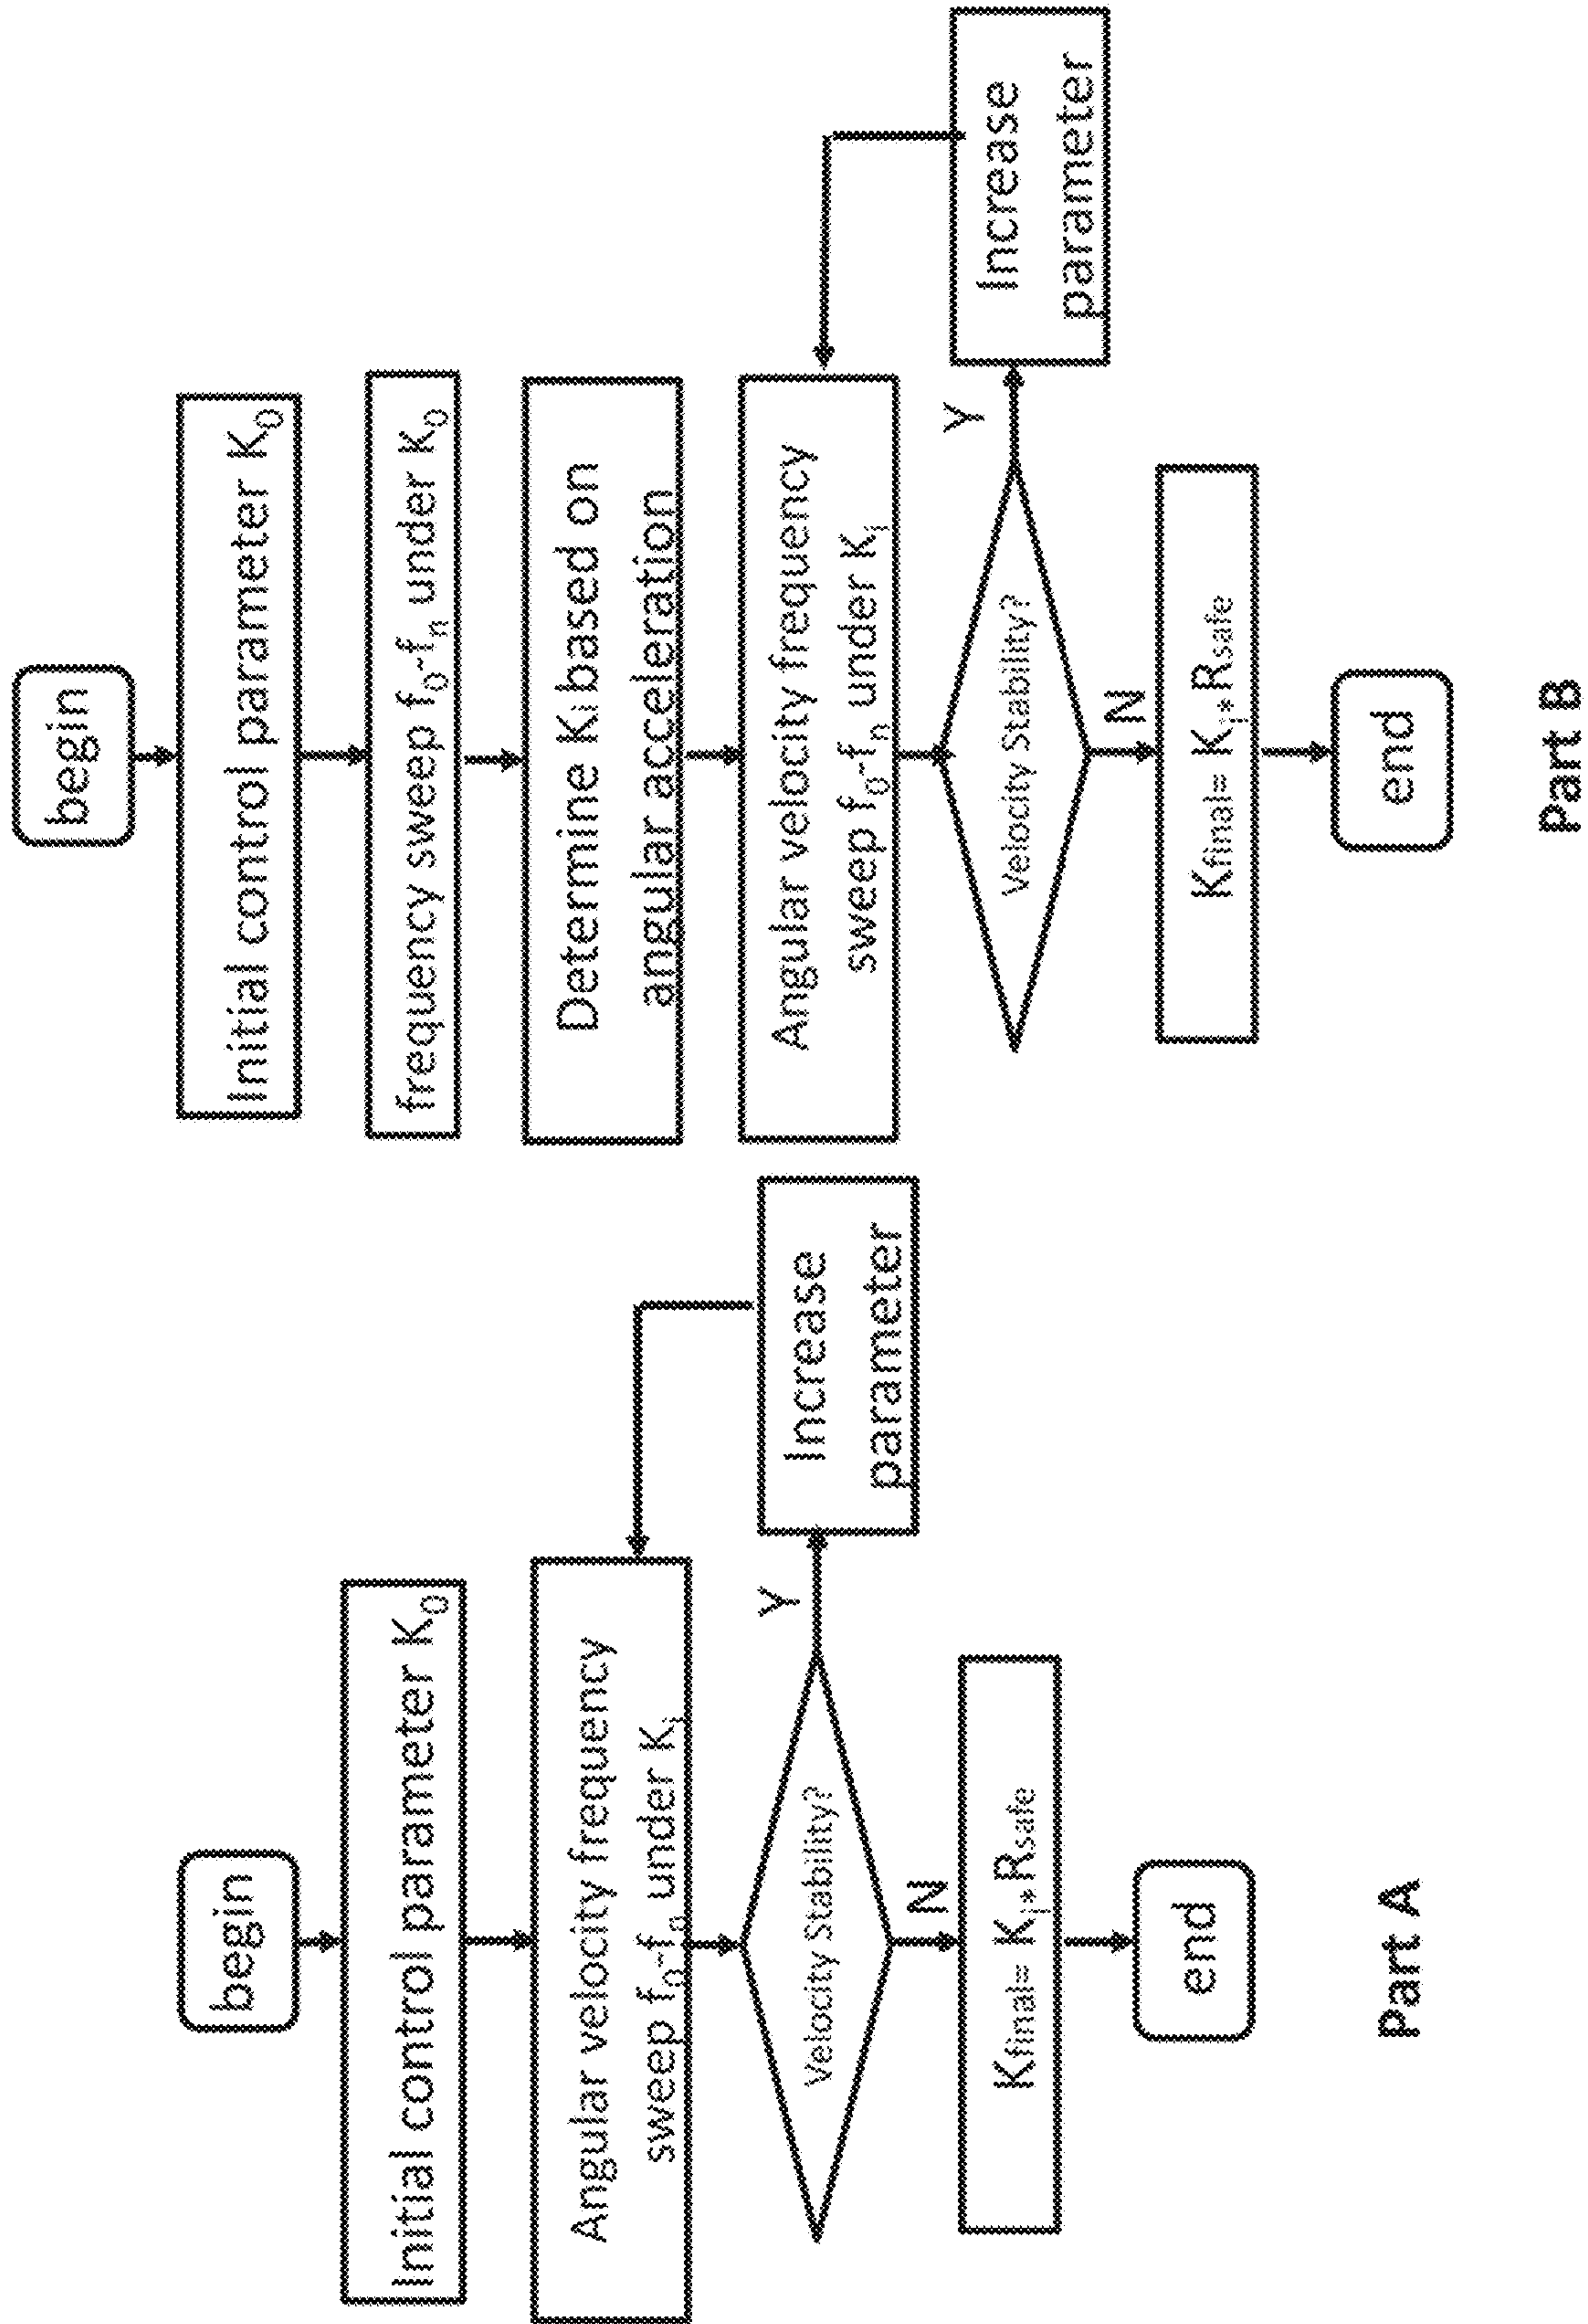 begin
Initial control parameter K0
Angular velocity frequency
sweep f0-fn under Ki
Velocity Stability?
Y
Increase
parameter
N
Kfinal= Ki*Rsafe
end
Part A
begin
Initial control parameter K0
frequency sweep f0-fn under K0
Determine Ki based on
angular acceleration
Angular velocity frequency
sweep f0-fn under Ki
Velocity Stability?
Y
Increase
parameter
N
Kfinal= Ki*Rsafe
end
Part B